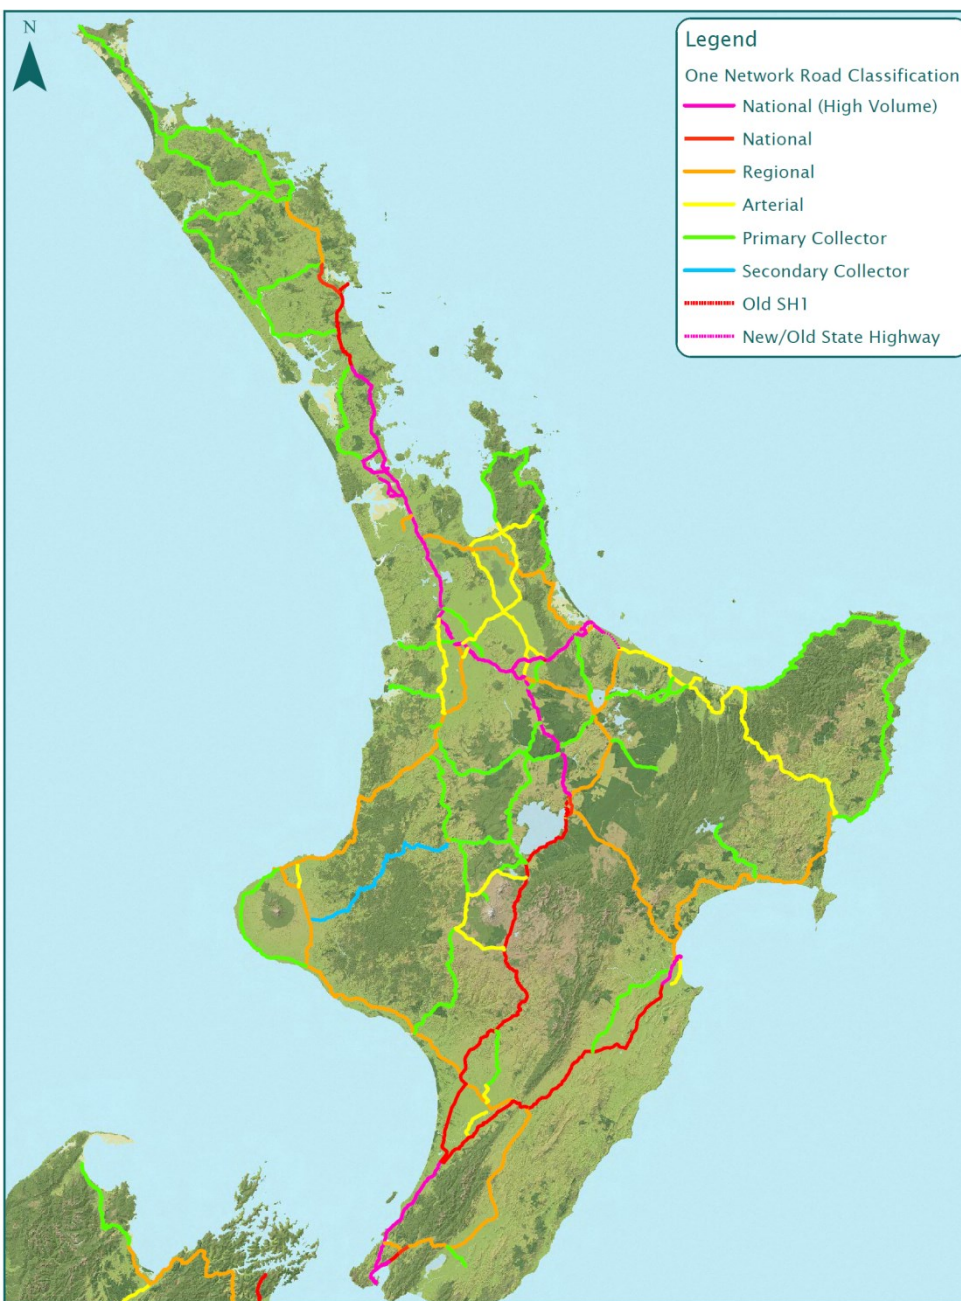 N
Legend
One Network Road Classification
National (High Volume)
National
Regional
Arterial
Primary Collector
Secondary Collector
Old SH1
New/Old State Highway